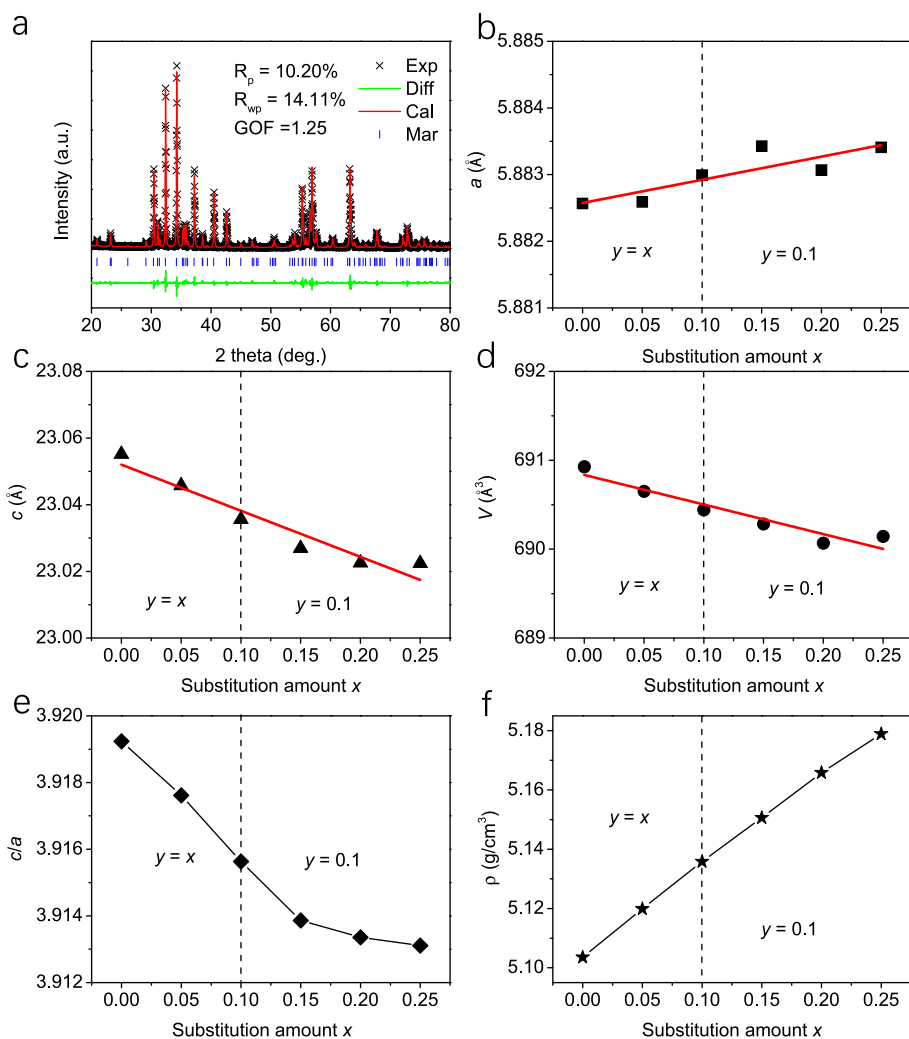 a
Intensity (a.u.)
Rp = 10.20%
Rwp = 14.11%
GOF =1.25
Exp
Diff
Cal
Mar
20 30 40 50 60 70 80
2 theta (deg.)
b
5.885
5.884
5.883
5.882
5.881
a (Å)
y = x
y = 0.1
0.00 0.05 0.10 0.15 0.20 0.25
Substitution amount x
c
23.08
23.06
23.04
23.02
23.00
c (Å)
y = x
y = 0.1
0.00 0.05 0.10 0.15 0.20 0.25
Substitution amount x
d
692
691
690
689
V (Å³)
y = x
y = 0.1
0.00 0.05 0.10 0.15 0.20 0.25
Substitution amount x
e
3.920
3.918
3.916
3.914
3.912
c/a
y = x
y = 0.1
0.00 0.05 0.10 0.15 0.20 0.25
Substitution amount x
f
5.18
5.16
5.14
5.12
5.10
ρ (g/cm³)
y = x
y = 0.1
0.00 0.05 0.10 0.15 0.20 0.25
Substitution amount x